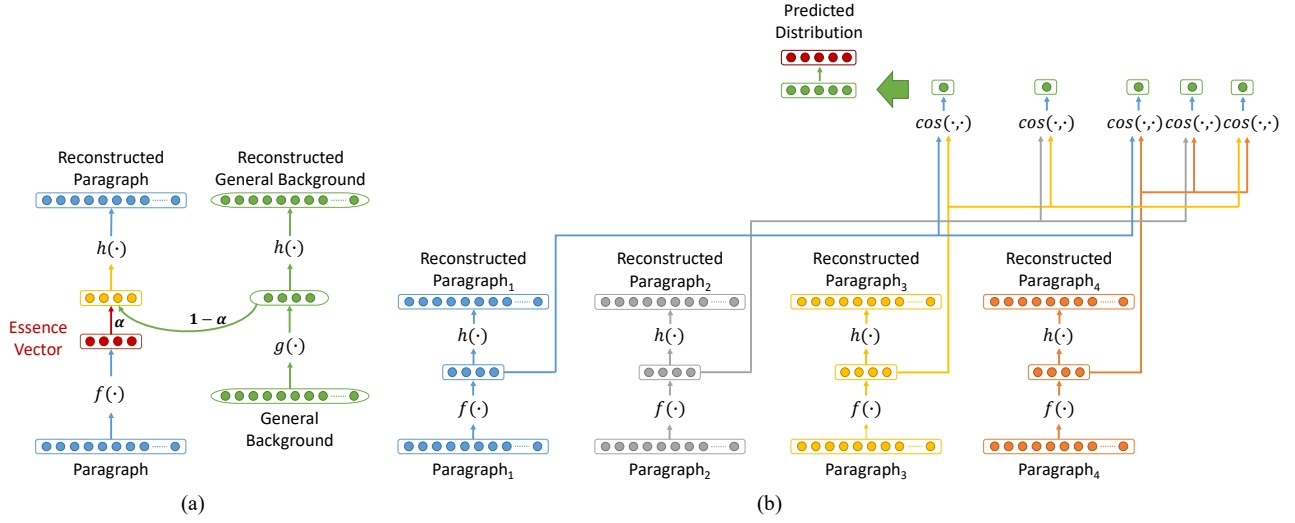 Predicted
Distribution
cos(·,·) cos(·,·) cos(·,·) cos(·,·) cos(·,·)
Reconstructed
Paragraph
Reconstructed
General Background
h(·)
h(·)
Essence
Vector
α
1 − α
g(·)
f(·)
General
Background
Paragraph
(a)
Reconstructed
Paragraph₁
Reconstructed
Paragraph₂
Reconstructed
Paragraph₃
Reconstructed
Paragraph₄
h(·)
h(·)
h(·)
h(·)
f(·)
f(·)
f(·)
f(·)
Paragraph₁
Paragraph₂
Paragraph₃
Paragraph₄
(b)